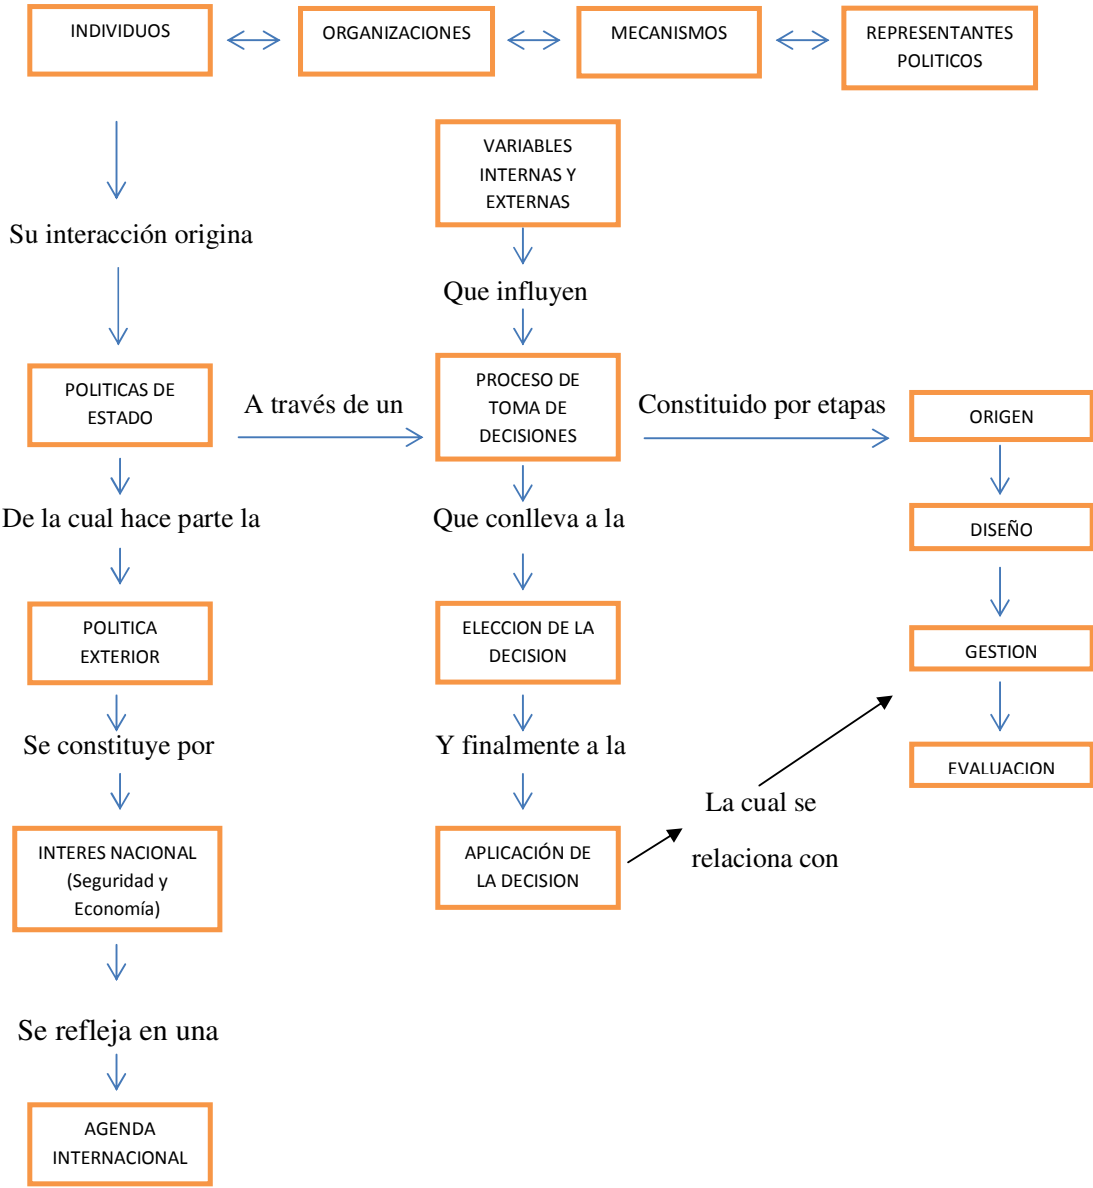 INDIVIDUOS
ORGANIZACIONES
MECANISMOS
REPRESENTANTES
POLITICOS
VARIABLES
INTERNAS Y
EXTERNAS
Su interacción origina
Que influyen
POLITICAS DE
ESTADO
A través de un
PROCESO DE
TOMA DE
DECISIONES
Constituido por etapas
ORIGEN
De la cual hace parte la
Que conlleva a la
DISEÑO
POLITICA
EXTERIOR
ELECCION DE LA
DECISION
GESTION
Se constituye por
Y finalmente a la
EVALUACION
La cual se
relaciona con
INTERES NACIONAL
(Seguridad y
Economía)
APLICACIÓN DE
LA DECISION
Se refleja en una
AGENDA
INTERNACIONAL